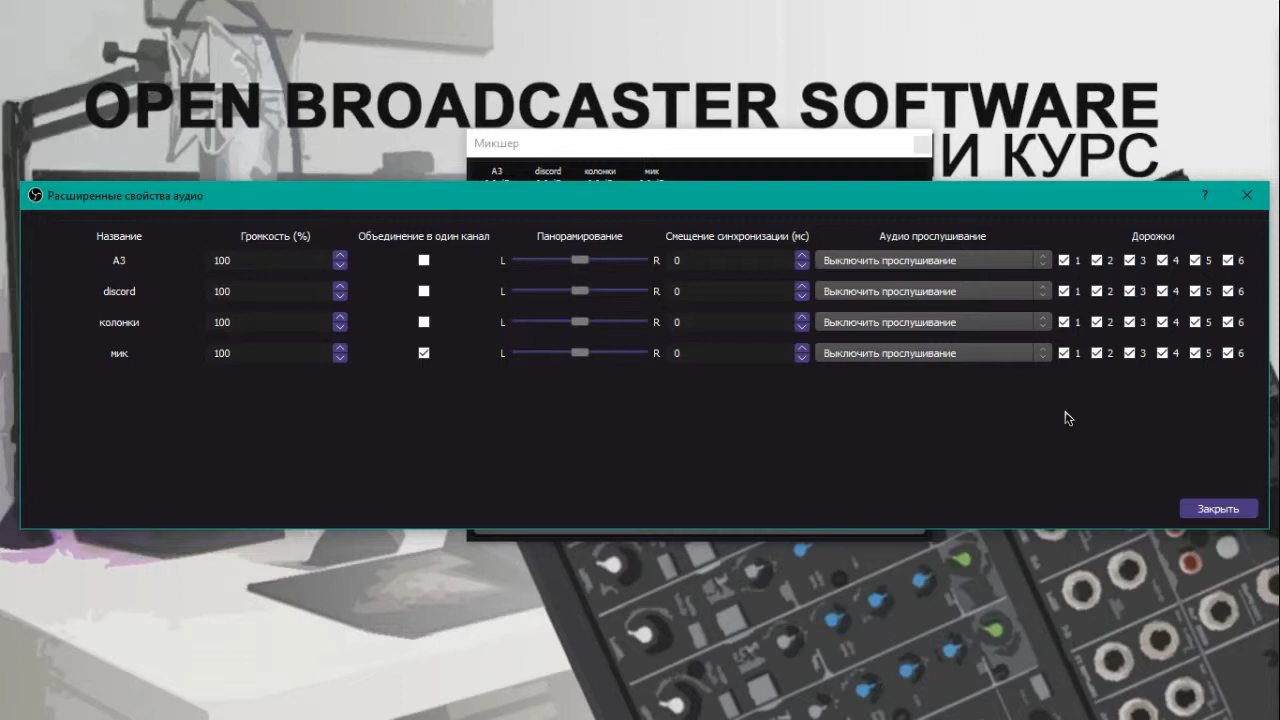 OPEN BROADCASTER SOFTWARE
И КУРС
Микшер
A3 discord колонки мик
Расширенные свойства аудио ?
Название Громкость (%) Объединение в один канал Панорамирование Смещение синхронизации (мс) Аудио прослушивание Дорожки
A3 100 L R 0 Выключить прослушивание 1 2 3 4 5 6
discord 100 L R 0 Выключить прослушивание 1 2 3 4 5 6
колонки 100 L R 0 Выключить прослушивание 1 2 3 4 5 6
мик 100 L R 0 Выключить прослушивание 1 2 3 4 5 6
Закрыть